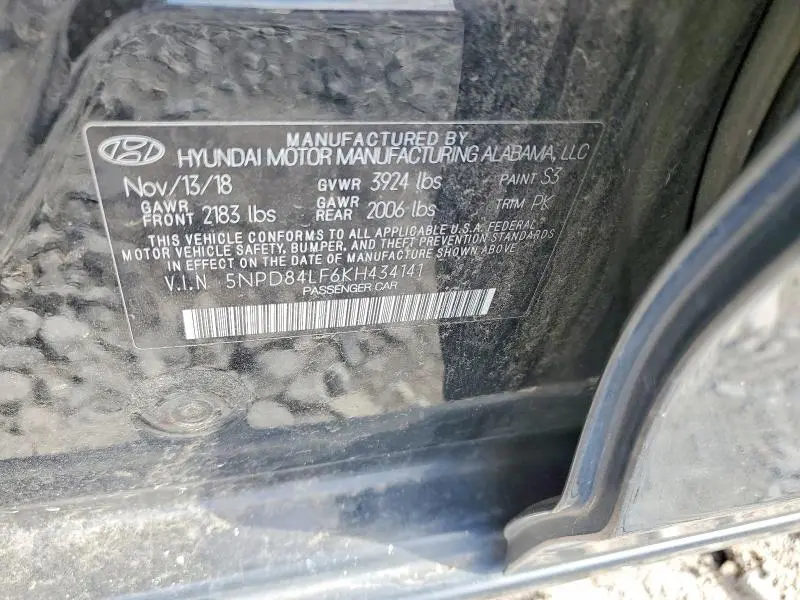 MANUFACTURED BY
HYUNDAI MOTOR MANUFACTURING ALABAMA, LLC
Nov/13/18 GVWR 3924 lbs PAINT S3
GAWR FRONT 2183 lbs GAWR REAR 2006 lbs TRIM PK
THIS VEHICLE CONFORMS TO ALL APPLICABLE U.S.A. FEDERAL
MOTOR VEHICLE SAFETY, BUMPER, AND THEFT PREVENTION STANDARDS
IN EFFECT ON THE DATE OF MANUFACTURE SHOWN ABOVE
V.I.N 5NPD84LF6KH434141
PASSENGER CAR